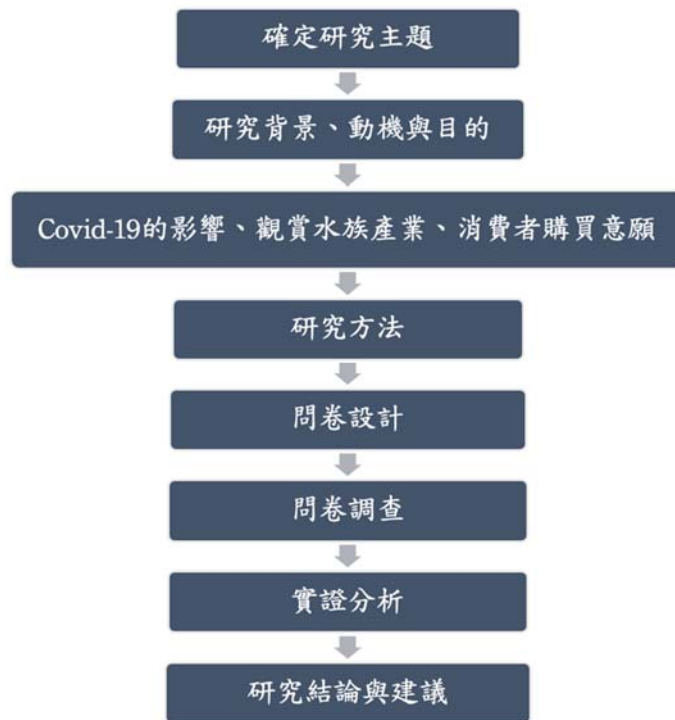 確定研究主題
研究背景、動機與目的
Covid-19的影響、觀賞水族產業、消費者購買意願
研究方法
問卷設計
問卷調查
實證分析
研究結論與建議